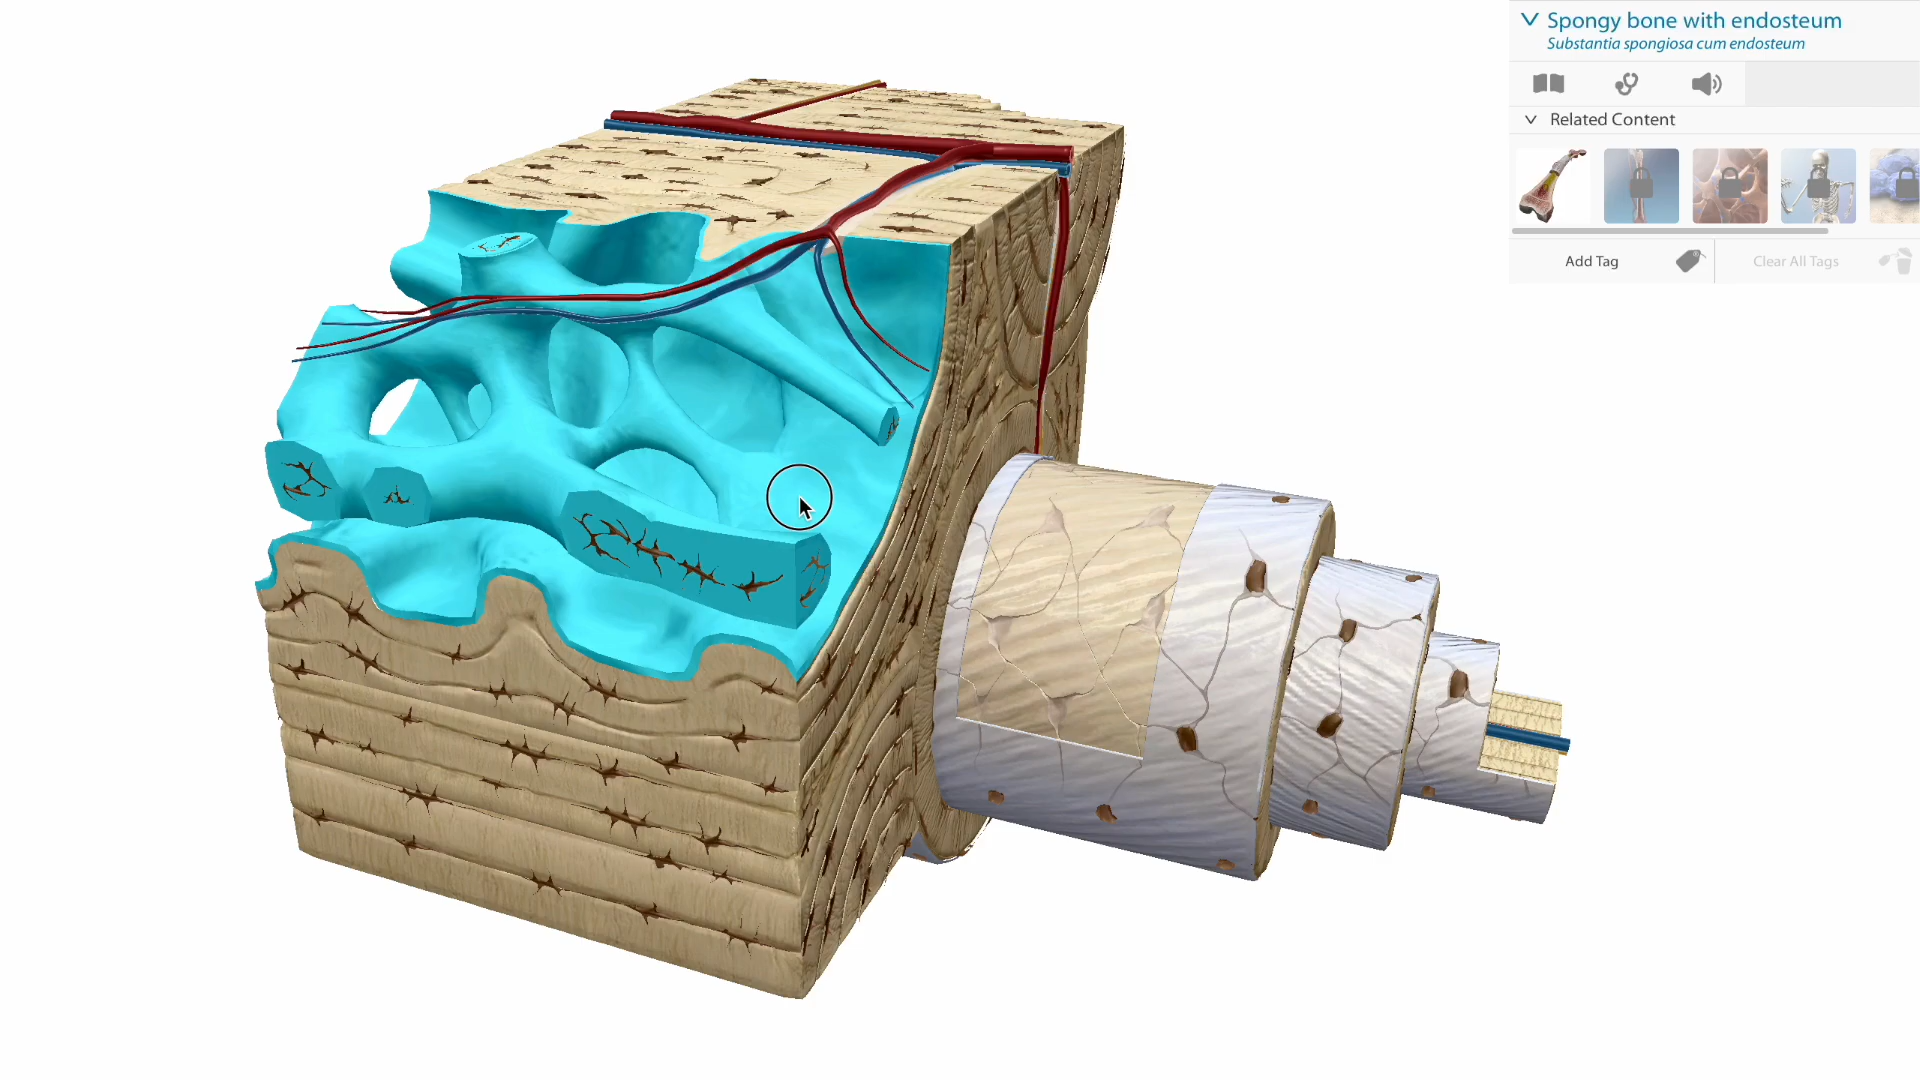 Spongy bone with endosteum
Substantia spongiosa cum endosteum
Related Content
Add Tag
Clear All Tags